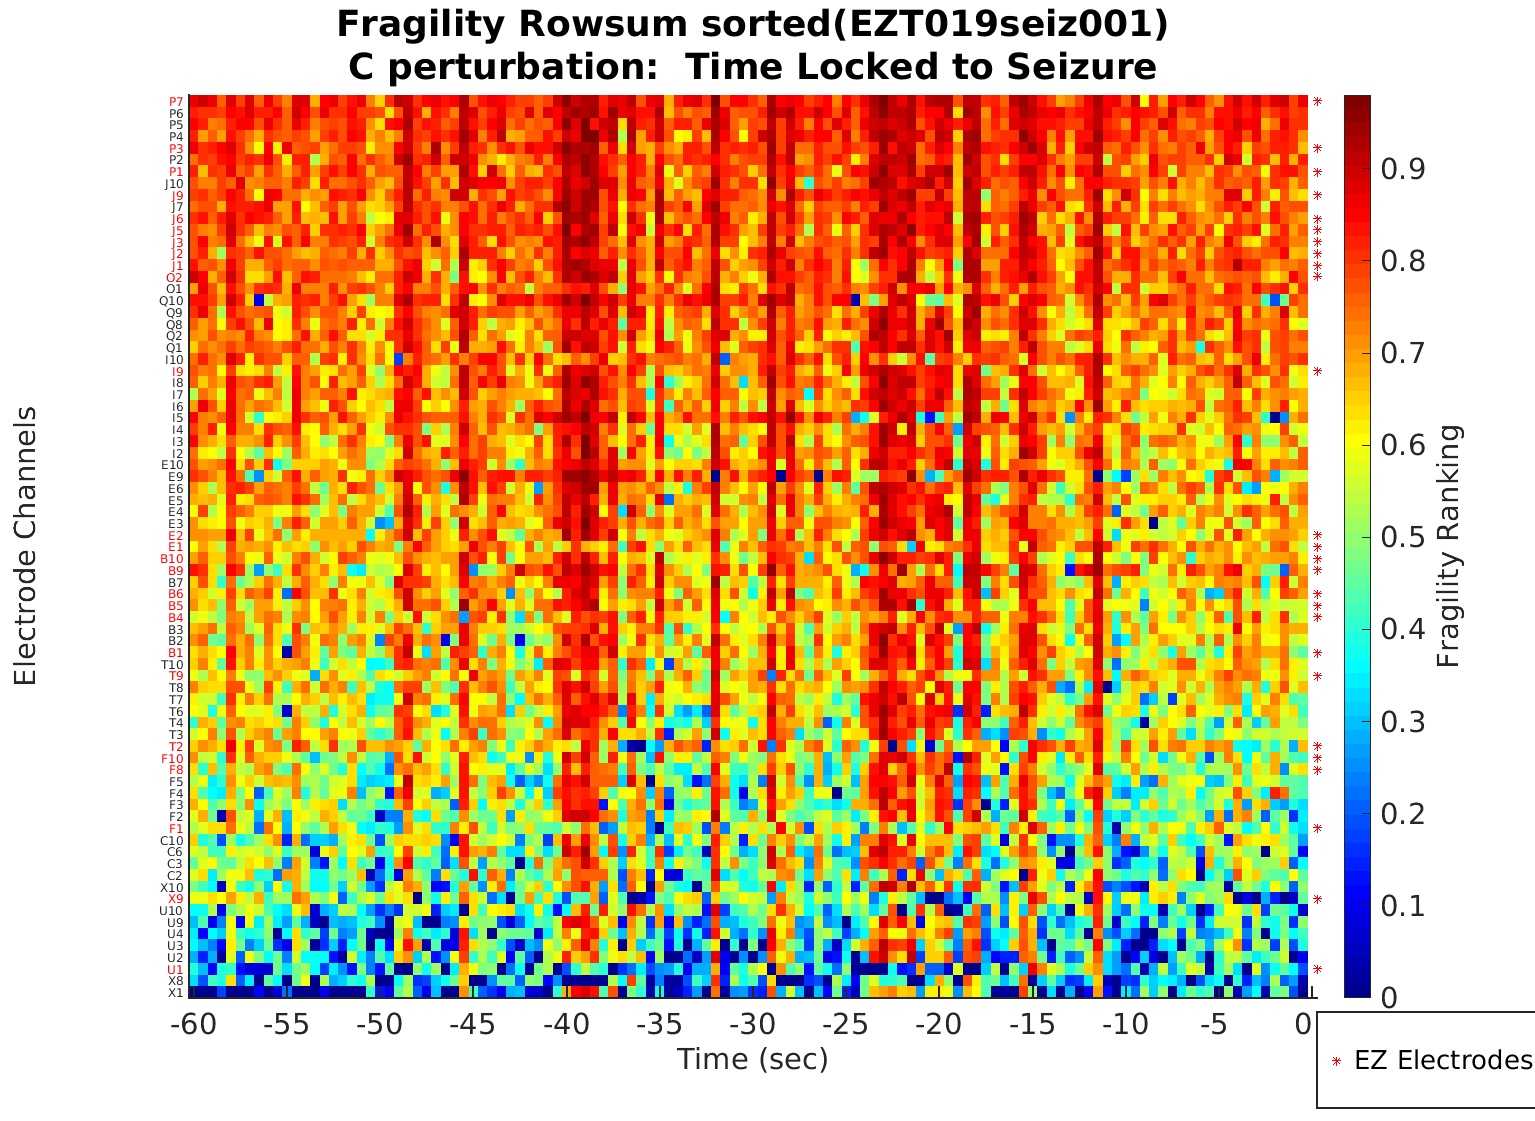 Fragility Rowsum sorted(EZT019seiz001)
C perturbation:  Time Locked to Seizure
P7
P6
P5
P4
P3
P2
P1
J10
J9
J7
J6
J5
J3
J2
J1
O2
O1
Q10
Q9
Q8
Q2
Q1
I10
I9
I8
I7
I6
I5
I4
I3
I2
E10
E9
E6
E5
E4
E3
E2
E1
B10
B9
B7
B6
B5
B4
B3
B2
B1
T10
T9
T8
T7
T6
T4
T3
T2
F10
F8
F5
F4
F3
F2
F1
C10
C6
C3
C2
X10
X9
U10
U9
U4
U3
U2
U1
X8
X1
Electrode Channels
-60 -55 -50 -45 -40 -35 -30 -25 -20 -15 -10 -5 0
Time (sec)
0.9
0.8
0.7
0.6
0.5
0.4
0.3
0.2
0.1
0
Fragility Ranking
EZ Electrodes